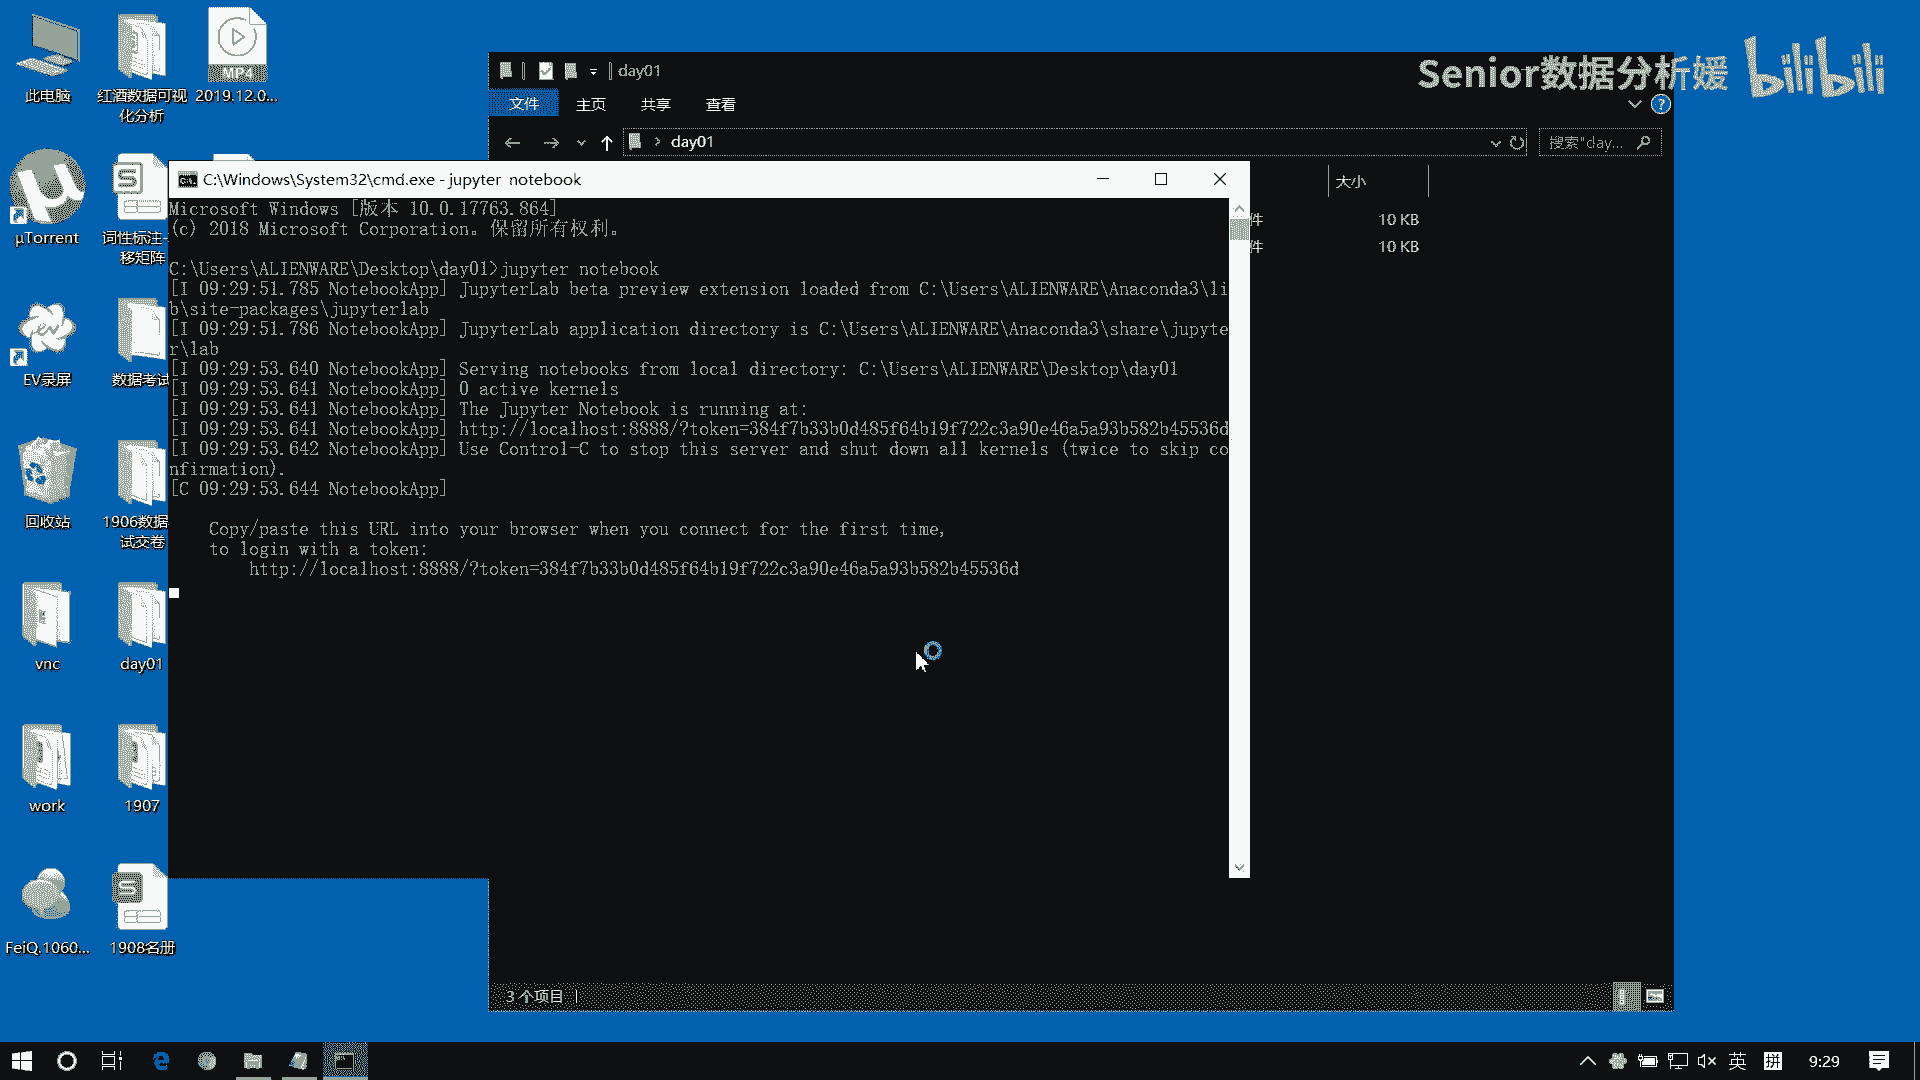 此电脑
红酒数据可视
化分析
MP4
2019.12.0...
µTorrent
词性标注-
移矩阵
EV录屏
数据考试
回收站
1906数据
试交卷
vnc
day01
work
1907
FeiQ.1060...
1908名册
day01
Senior数据分析媛 bilibili
文件 主页 共享 查看
day01
搜索"day...
大小
件 10 KB
件 10 KB
C:\Windows\System32\cmd.exe - jupyter notebook
Microsoft Windows [版本 10.0.17763.864]
(c) 2018 Microsoft Corporation。保留所有权利。
C:\Users\ALIENWARE\Desktop\day01>jupyter notebook
[I 09:29:51.785 NotebookApp] JupyterLab beta preview extension loaded from C:\Users\ALIENWARE\Anaconda3\li
b\site-packages\jupyterlab
[I 09:29:51.786 NotebookApp] JupyterLab application directory is C:\Users\ALIENWARE\Anaconda3\share\jupyte
r\lab
[I 09:29:53.640 NotebookApp] Serving notebooks from local directory: C:\Users\ALIENWARE\Desktop\day01
[I 09:29:53.641 NotebookApp] 0 active kernels
[I 09:29:53.641 NotebookApp] The Jupyter Notebook is running at:
[I 09:29:53.641 NotebookApp] http://localhost:8888/?token=384f7b33b0d485f64b19f722c3a90e46a5a93b582b45536d
[I 09:29:53.642 NotebookApp] Use Control-C to stop this server and shut down all kernels (twice to skip co
nfirmation).
[C 09:29:53.644 NotebookApp]
Copy/paste this URL into your browser when you connect for the first time,
to login with a token:
http://localhost:8888/?token=384f7b33b0d485f64b19f722c3a90e46a5a93b582b45536d
3 个项目
英 拼 9:29